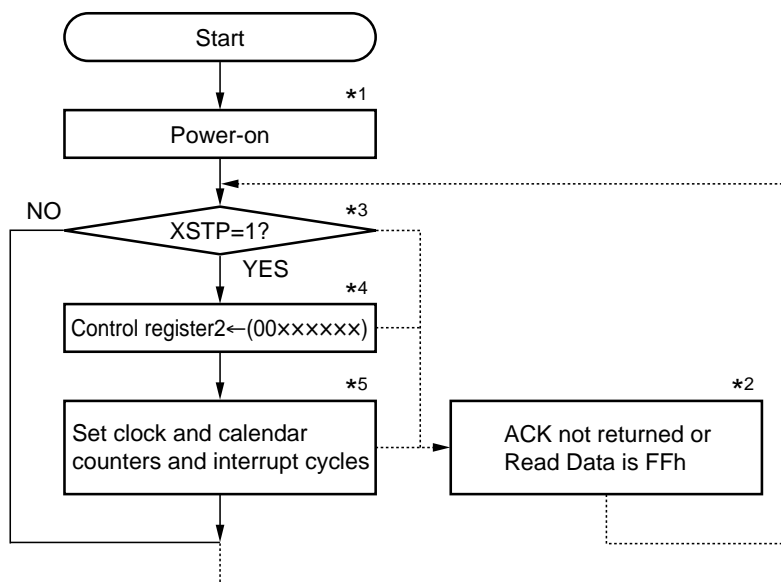 Start
*1
Power-on
NO
*3
XSTP=1?
YES
*4
Control register2←(00××××××)
*5
Set clock and calendar
counters and interrupt cycles
*2
ACK not returned or
Read Data is FFh